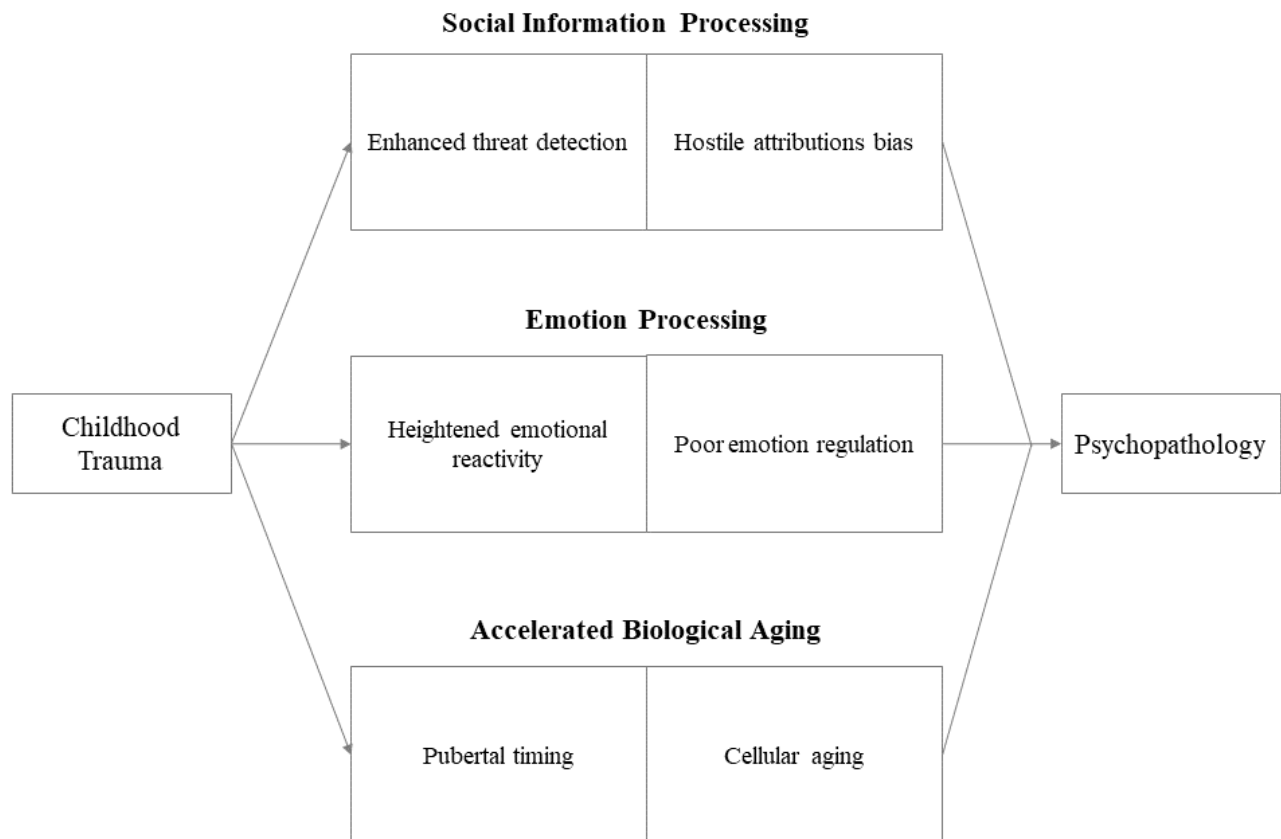 Social Information Processing
Enhanced threat detection
Hostile attributions bias
Emotion Processing
Childhood
Trauma
Heightened emotional
reactivity
Poor emotion regulation
Psychopathology
Accelerated Biological Aging
Pubertal timing
Cellular aging